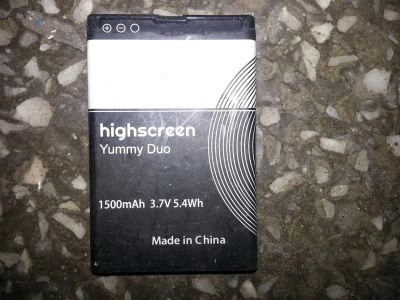 highscreen
Yummy Duo
1500mAh 3.7V 5.4Wh
Made in China